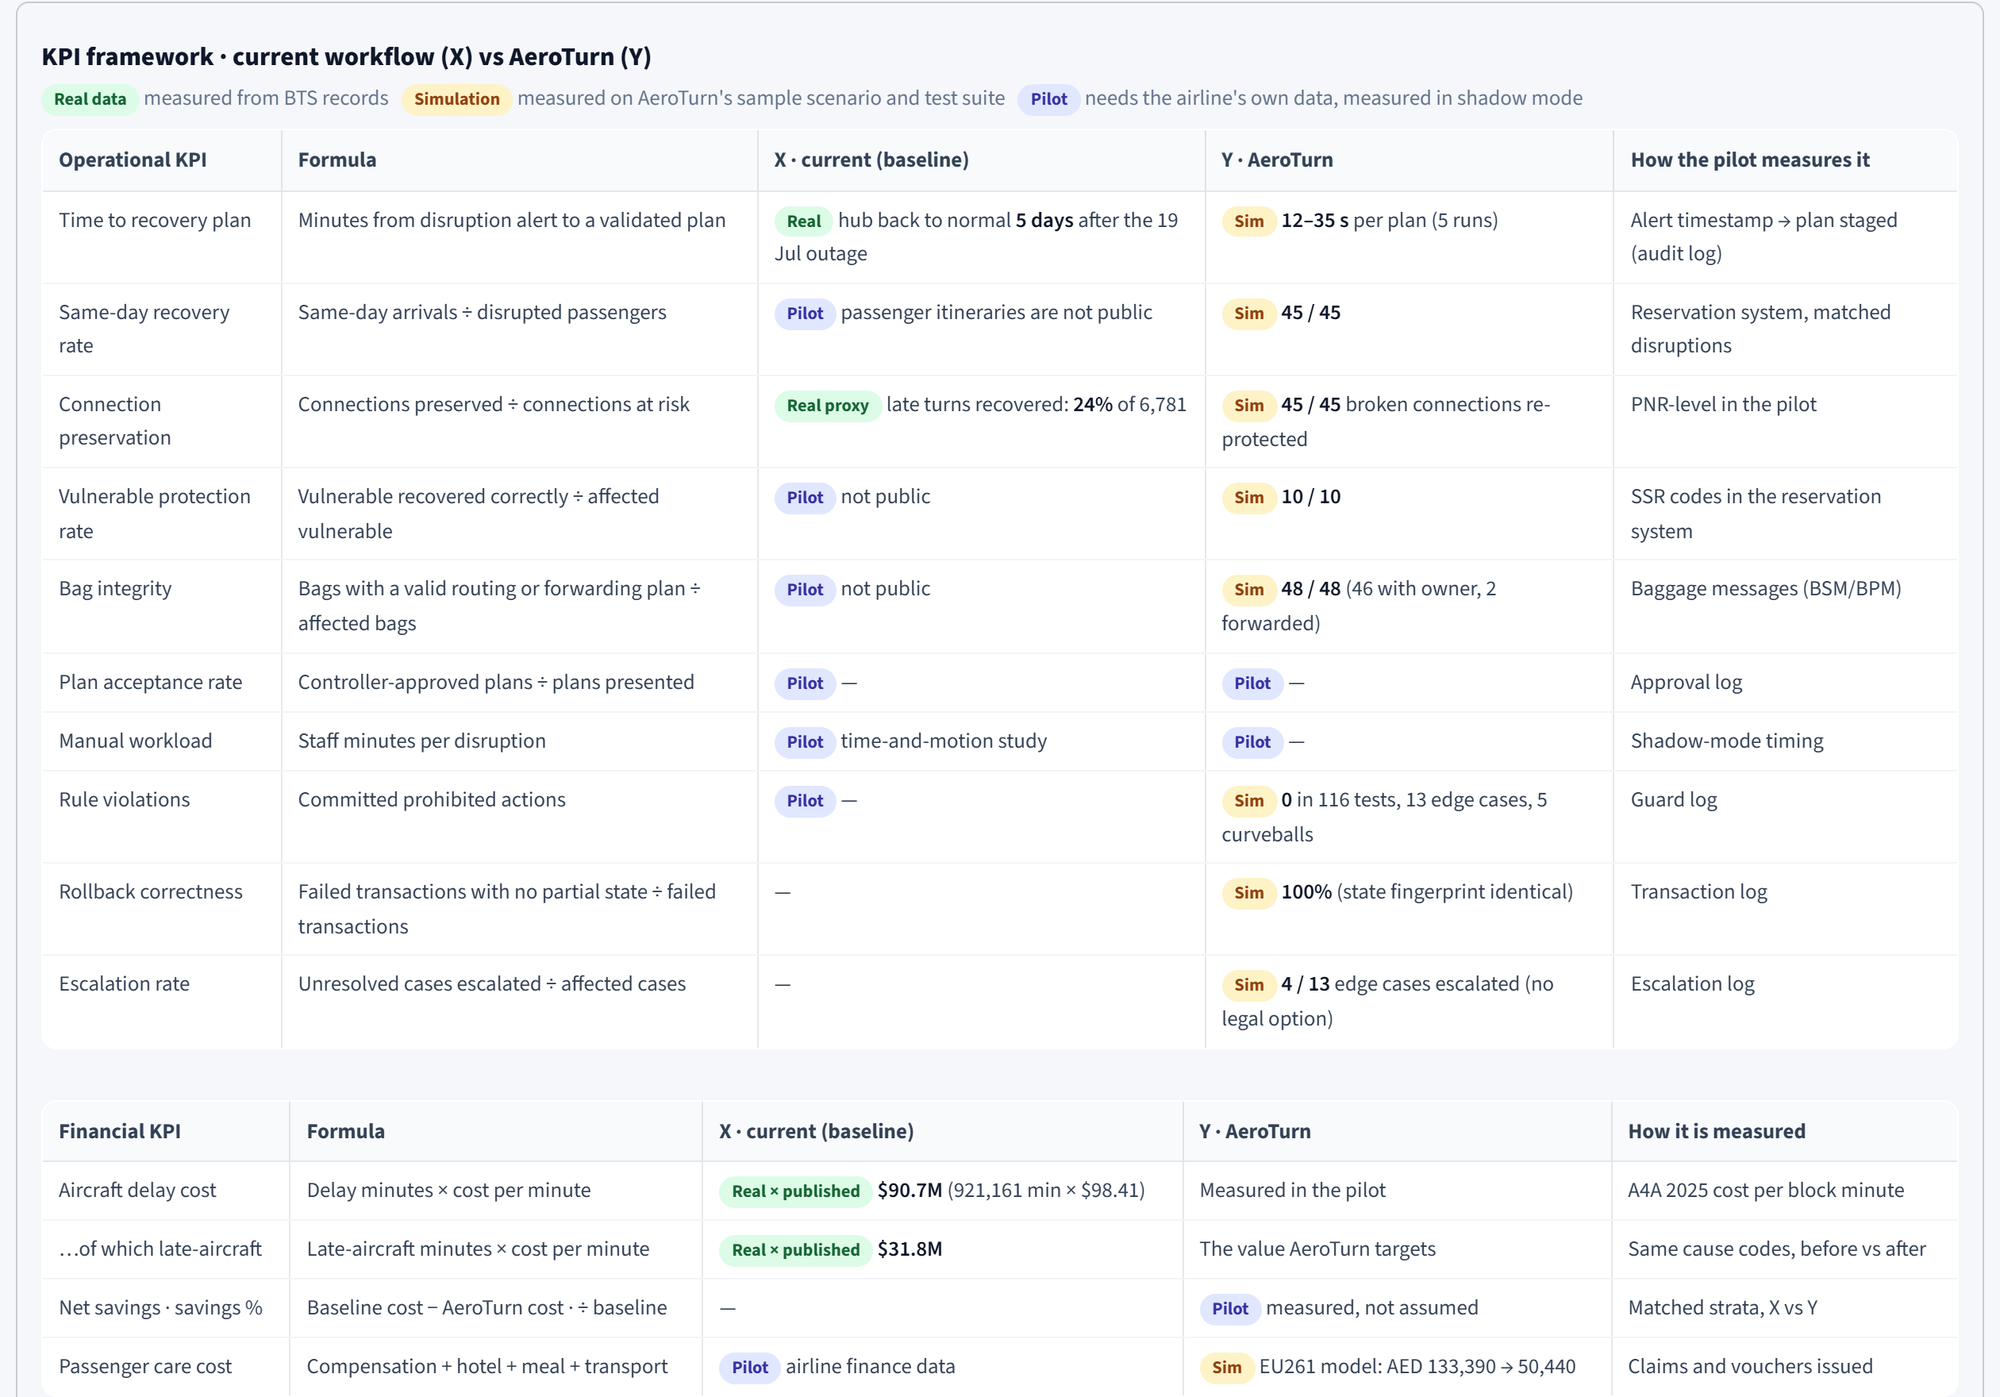 KPI framework · current workflow (X) vs AeroTurn (Y)
Real data measured from BTS records Simulation measured on AeroTurn's sample scenario and test suite Pilot needs the airline's own data, measured in shadow mode
Operational KPI Formula X · current (baseline) Y · AeroTurn How the pilot measures it
Time to recovery plan Minutes from disruption alert to a validated plan Real hub back to normal 5 days after the 19 Sim 12–35 s per plan (5 runs) Alert timestamp → plan staged
Jul outage (audit log)
Same-day recovery Same-day arrivals ÷ disrupted passengers Pilot passenger itineraries are not public Sim 45 / 45 Reservation system, matched
rate disruptions
Connection Connections preserved ÷ connections at risk Real proxy late turns recovered: 24% of 6,781 Sim 45 / 45 broken connections re- PNR-level in the pilot
preservation protected
Vulnerable protection Vulnerable recovered correctly ÷ affected Pilot not public Sim 10 / 10 SSR codes in the reservation
rate vulnerable system
Bag integrity Bags with a valid routing or forwarding plan ÷ Pilot not public Sim 48 / 48 (46 with owner, 2 Baggage messages (BSM/BPM)
affected bags forwarded)
Plan acceptance rate Controller-approved plans ÷ plans presented Pilot — Pilot — Approval log
Manual workload Staff minutes per disruption Pilot time-and-motion study Pilot — Shadow-mode timing
Rule violations Committed prohibited actions Pilot — Sim 0 in 116 tests, 13 edge cases, 5 Guard log
curveballs
Rollback correctness Failed transactions with no partial state ÷ failed — Sim 100% (state fingerprint identical) Transaction log
transactions
Escalation rate Unresolved cases escalated ÷ affected cases — Sim 4 / 13 edge cases escalated (no Escalation log
legal option)
Financial KPI Formula X · current (baseline) Y · AeroTurn How it is measured
Aircraft delay cost Delay minutes × cost per minute Real × published $90.7M (921,161 min × $98.41) Measured in the pilot A4A 2025 cost per block minute
…of which late-aircraft Late-aircraft minutes × cost per minute Real × published $31.8M The value AeroTurn targets Same cause codes, before vs after
Net savings · savings % Baseline cost − AeroTurn cost · ÷ baseline — Pilot measured, not assumed Matched strata, X vs Y
Passenger care cost Compensation + hotel + meal + transport Pilot airline finance data Sim EU261 model: AED 133,390 → 50,440 Claims and vouchers issued